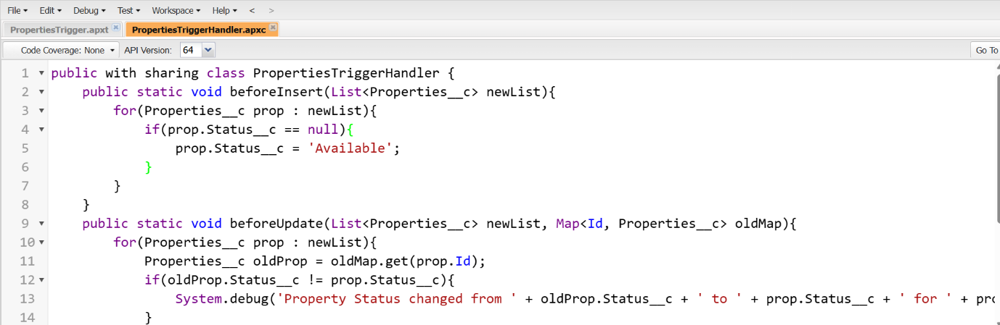 File Edit Debug Test Workspace Help < >
PropertiesTrigger.apxt PropertiesTriggerHandler.apxc
Code Coverage: None API Version: 64 Go To
1 public with sharing class PropertiesTriggerHandler {
2     public static void beforeInsert(List<Properties__c> newList){
3         for(Properties__c prop : newList){
4             if(prop.Status__c == null){
5                 prop.Status__c = 'Available';
6             }
7         }
8     }
9     public static void beforeUpdate(List<Properties__c> newList, Map<Id, Properties__c> oldMap){
10         for(Properties__c prop : newList){
11             Properties__c oldProp = oldMap.get(prop.Id);
12             if(oldProp.Status__c != prop.Status__c){
13                 System.debug('Property Status changed from ' + oldProp.Status__c + ' to ' + prop.Status__c + ' for ' + pro
14             }